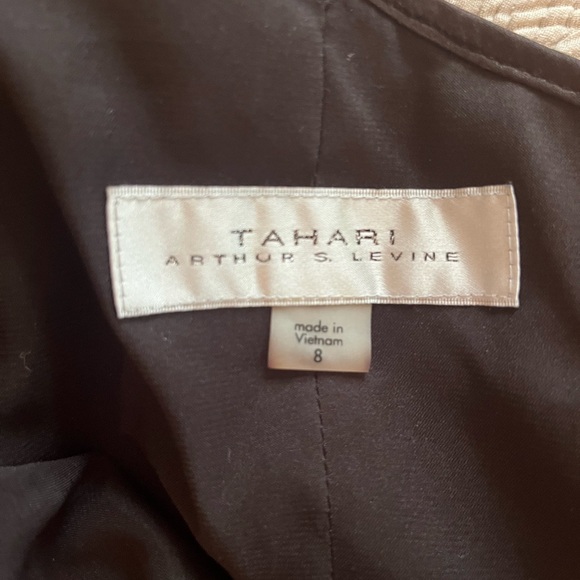 TAHARI
ARTHUR S. LEVINE
made in
Vietnam
8